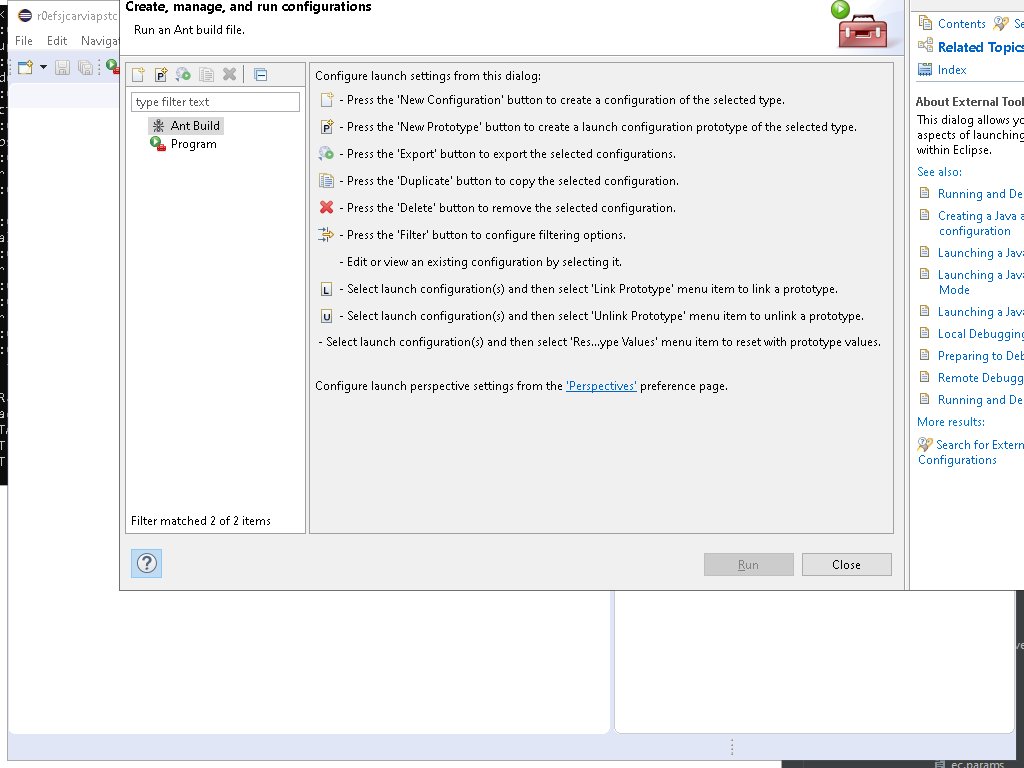 Create, manage, and run configurations
Run an Ant build file.
r0efsjcarviapstc
File Edit Naviga
type filter text
Ant Build
Program
Filter matched 2 of 2 items
Configure launch settings from this dialog:
- Press the 'New Configuration' button to create a configuration of the selected type.
- Press the 'New Prototype' button to create a launch configuration prototype of the selected type.
- Press the 'Export' button to export the selected configurations.
- Press the 'Duplicate' button to copy the selected configuration.
- Press the 'Delete' button to remove the selected configuration.
- Press the 'Filter' button to configure filtering options.
- Edit or view an existing configuration by selecting it.
L - Select launch configuration(s) and then select 'Link Prototype' menu item to link a prototype.
U - Select launch configuration(s) and then select 'Unlink Prototype' menu item to unlink a prototype.
- Select launch configuration(s) and then select 'Res...ype Values' menu item to reset with prototype values.
Configure launch perspective settings from the 'Perspectives' preference page.
Run Close
Contents Se
Related Topics
Index
About External Tool
This dialog allows yo
aspects of launching
within Eclipse.
See also:
Running and De
Creating a Java a
configuration
Launching a Jav
Launching a Java
Mode
Launching a Java
Local Debugging
Preparing to Deb
Remote Debugg
Running and De
More results:
Search for Extern
Configurations
ec.params